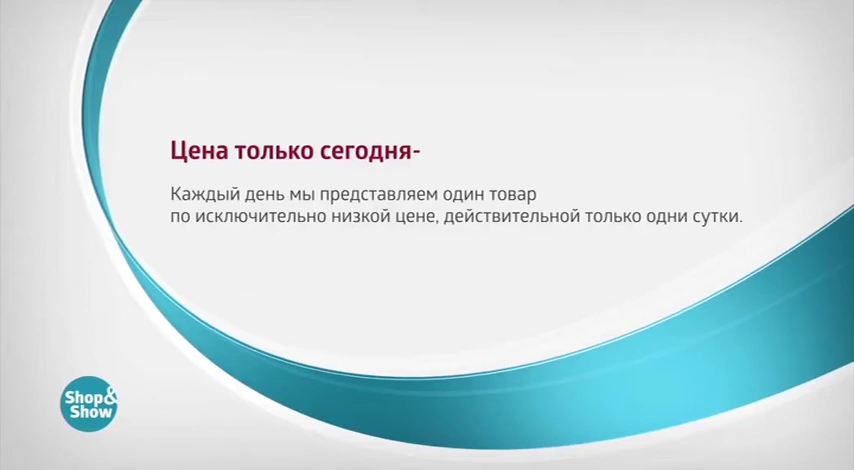 Цена только сегодня-
Каждый день мы представляем один товар
по исключительно низкой цене, действительной только одни сутки.
Shop&
Show